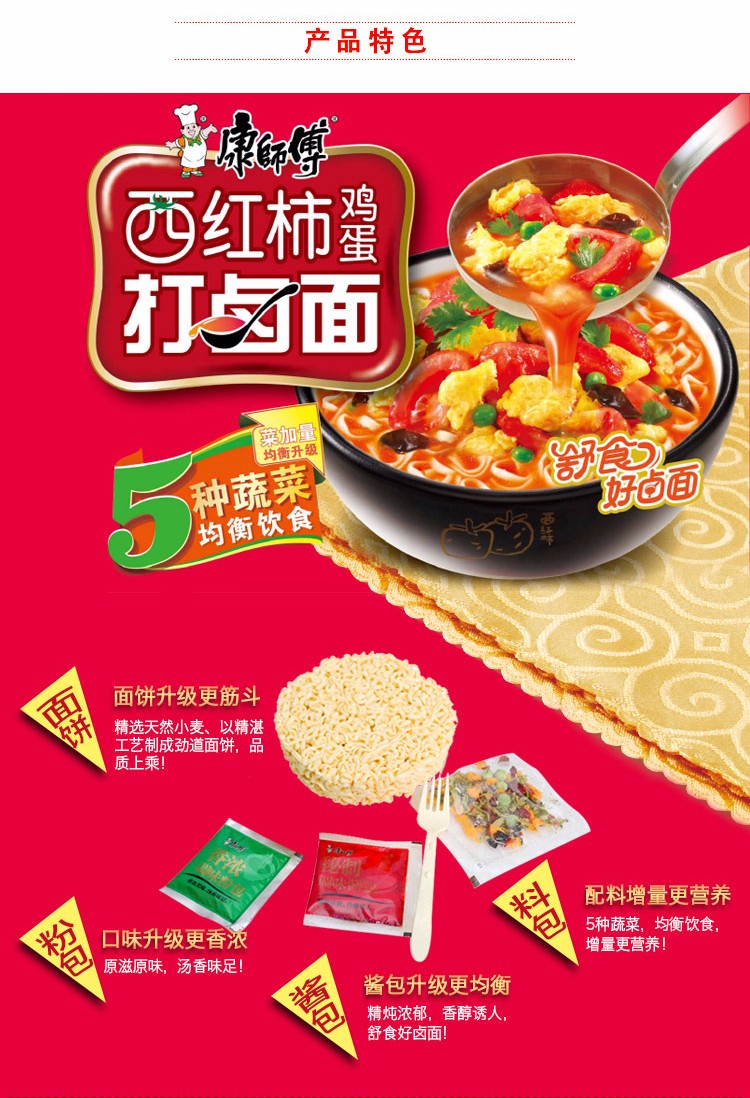 产品特色
康師傅
西红柿鸡蛋
打卤面
菜加量
均衡升级
5种蔬菜
均衡饮食
舒食
好卤面
西红柿
面饼
面饼升级更筋斗
精选天然小麦、以精湛
工艺制成劲道面饼，品
质上乘！
粉包
口味升级更香浓
原滋原味，汤香味足！
酱包
酱包升级更均衡
精炖浓郁，香醇诱人，
舒食好卤面！
料包
配料增量更营养
5种蔬菜，均衡饮食，
增量更营养！